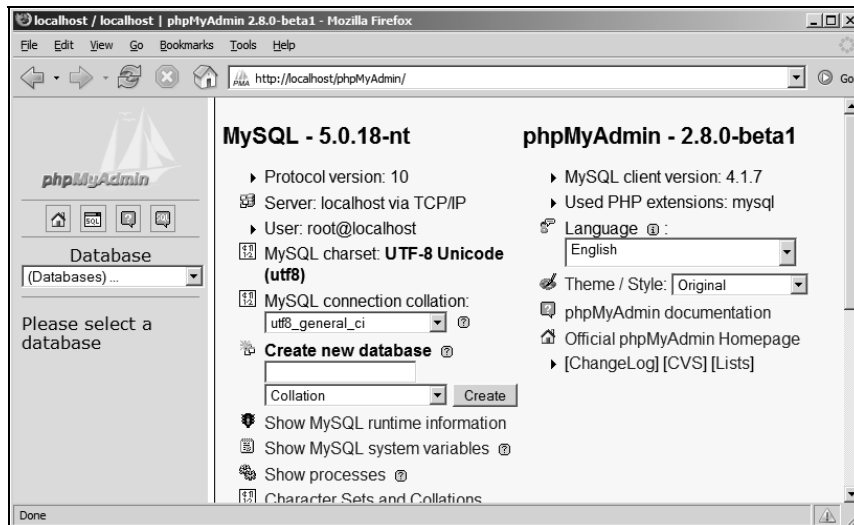 localhost / localhost | phpMyAdmin 2.8.0-beta1 - Mozilla Firefox
File Edit View Go Bookmarks Tools Help
PMA http://localhost/phpMyAdmin/ Go
phpMyAdmin
SQL ? SQL
Database
(Databases) ...
Please select a
database
MySQL - 5.0.18-nt
Protocol version: 10
Server: localhost via TCP/IP
User: root@localhost
MySQL charset: UTF-8 Unicode
(utf8)
MySQL connection collation:
utf8_general_ci ?
Create new database ?
Collation Create
Show MySQL runtime information
Show MySQL system variables ?
Show processes ?
Character Sets and Collations
phpMyAdmin - 2.8.0-beta1
MySQL client version: 4.1.7
Used PHP extensions: mysql
Language i :
English
Theme / Style: Original
phpMyAdmin documentation
Official phpMyAdmin Homepage
[ChangeLog] [CVS] [Lists]
Done